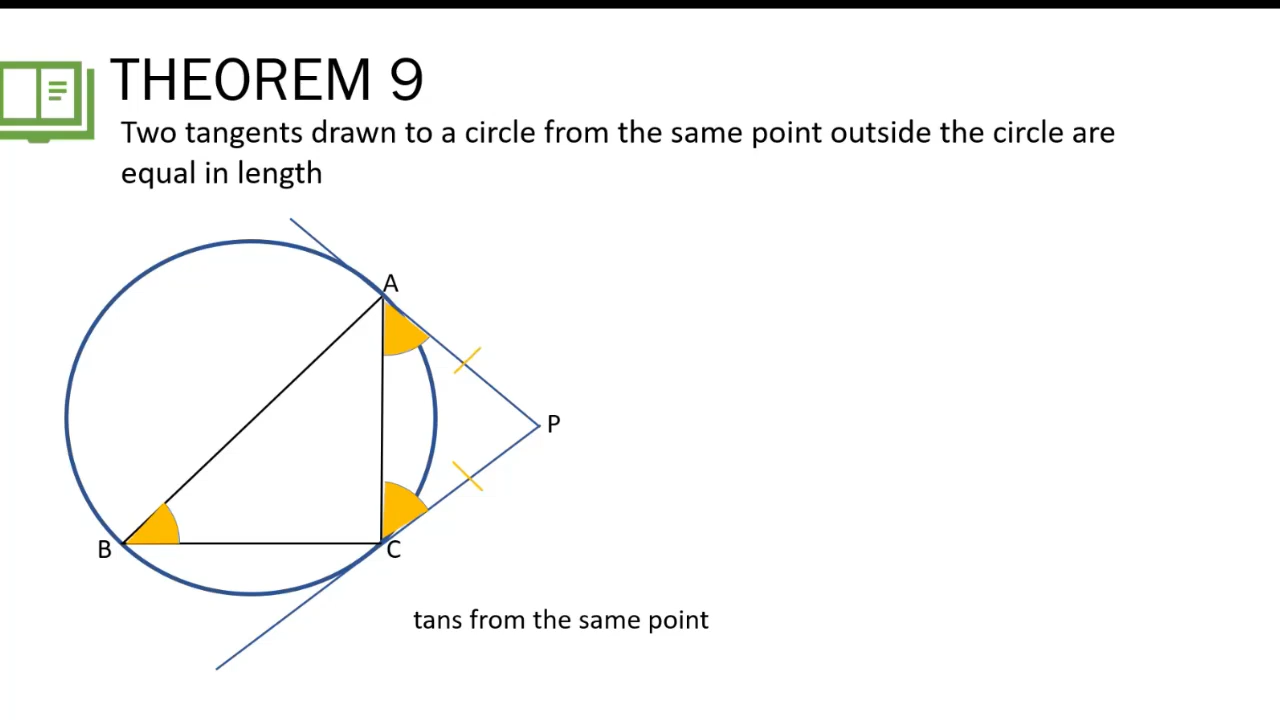 THEOREM 9
Two tangents drawn to a circle from the same point outside the circle are
equal in length
A
P
B
C
tans from the same point